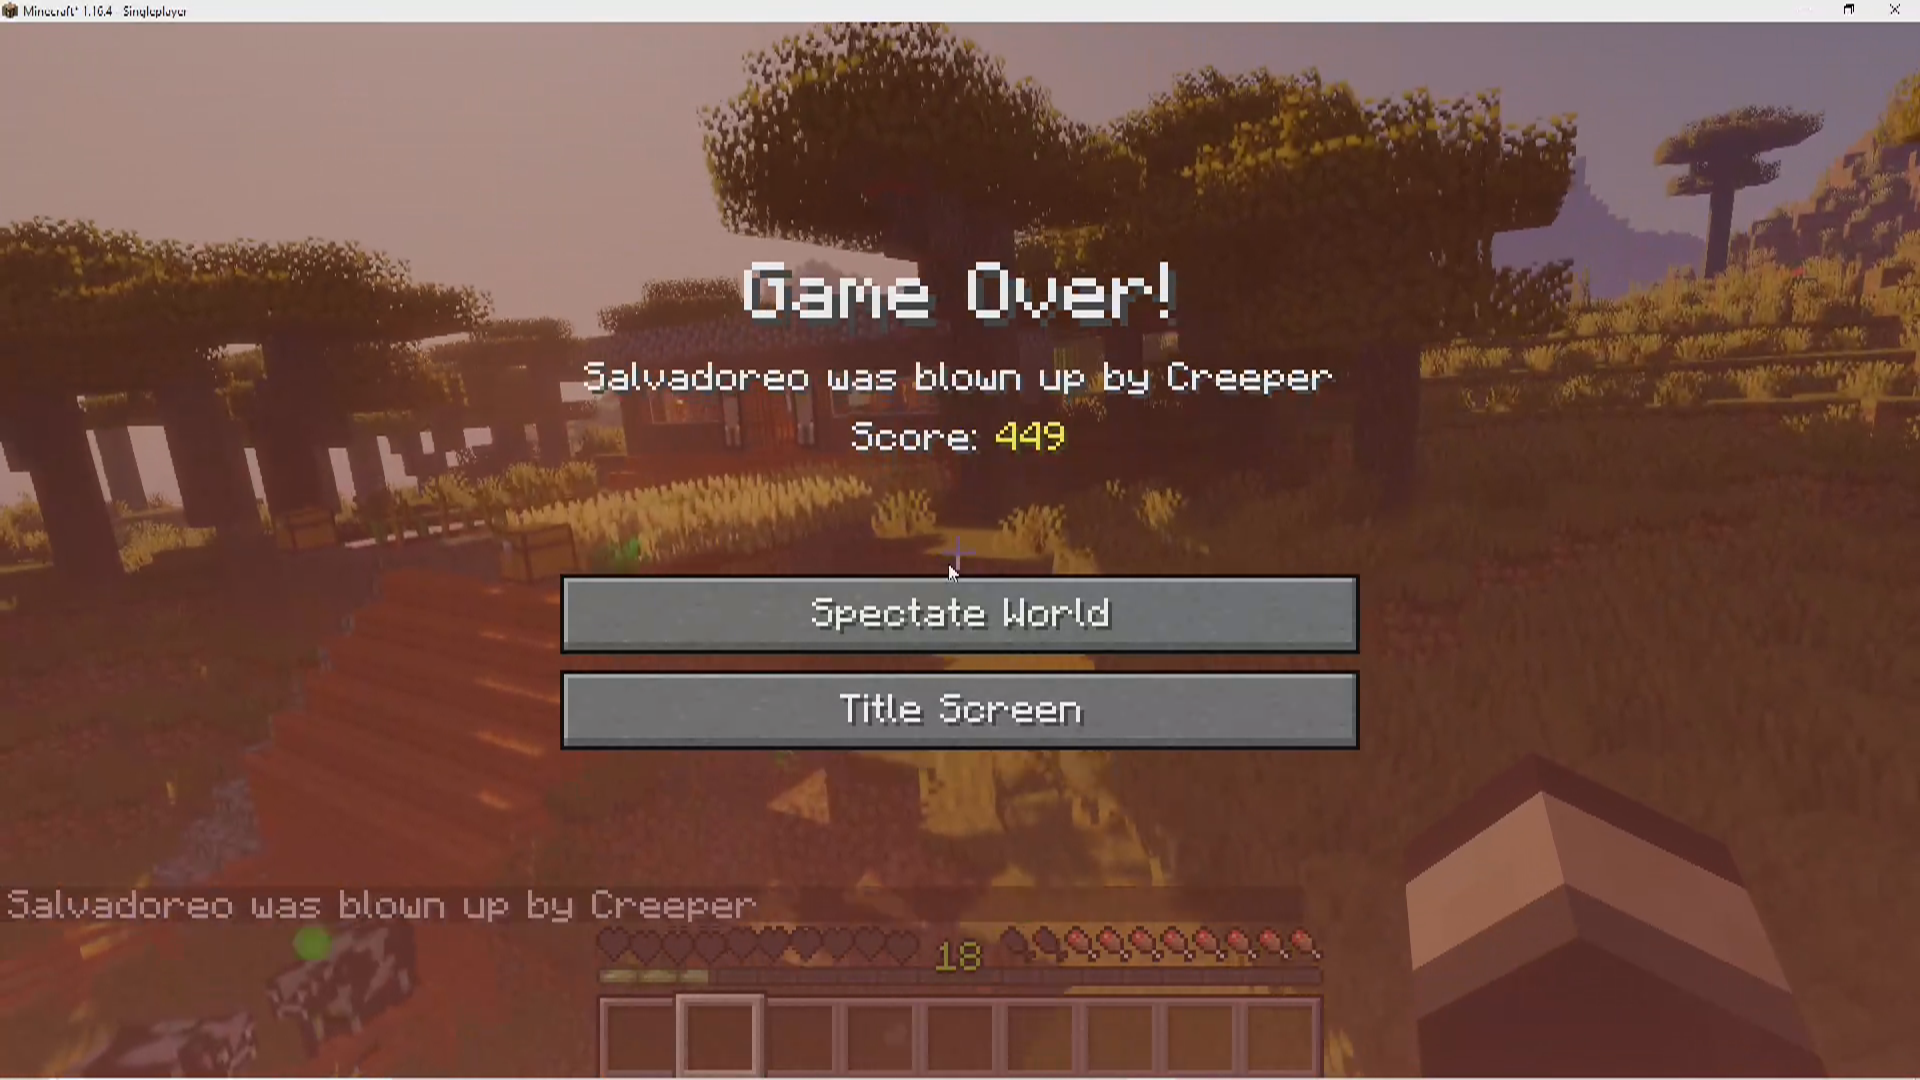 Minecraft* 1.16.4 - Singleplayer
Game Over!
Salvadoreo was blown up by Creeper
Score: 449
Spectate World
Title Screen
Salvadoreo was blown up by Creeper
18